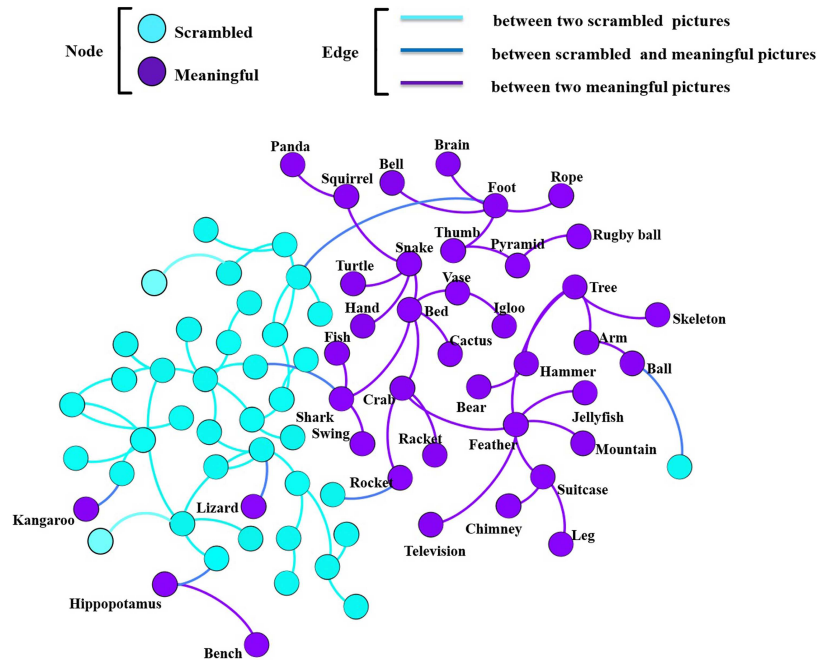 Node
Scrambled
Meaningful
Edge
between two scrambled pictures
between scrambled and meaningful pictures
between two meaningful pictures
Panda
Squirrel
Bell
Brain
Foot
Rope
Thumb
Pyramid
Rugby ball
Snake
Turtle
Vase
Tree
Hand
Bed
Igloo
Skeleton
Fish
Cactus
Arm
Ball
Hammer
Crab
Bear
Jellyfish
Shark
Swing
Racket
Feather
Mountain
Rocket
Suitcase
Kangaroo
Lizard
Television
Chimney
Leg
Hippopotamus
Bench